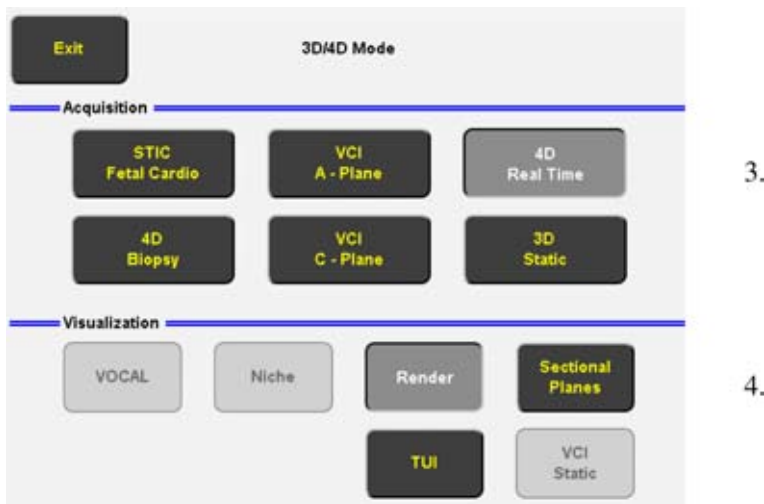 Exit
3D/4D Mode
Acquisition
STIC
Fetal Cardio
VCI
A - Plane
4D
Real Time
3.
4D
Biopsy
VCI
C - Plane
3D
Static
Visualization
VOCAL
Niche
Render
Sectional
Planes
4.
TUI
VCI
Static